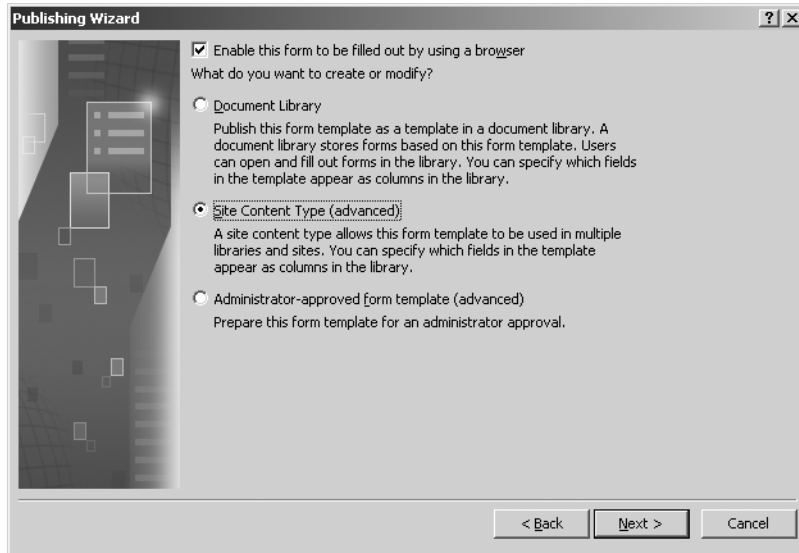 Publishing Wizard
Enable this form to be filled out by using a browser
What do you want to create or modify?
Document Library
Publish this form template as a template in a document library. A
document library stores forms based on this form template. Users
can open and fill out forms in the library. You can specify which fields
in the template appear as columns in the library.
Site Content Type (advanced)
A site content type allows this form template to be used in multiple
libraries and sites. You can specify which fields in the template
appear as columns in the library.
Administrator-approved form template (advanced)
Prepare this form template for an administrator approval.
< Back Next > Cancel